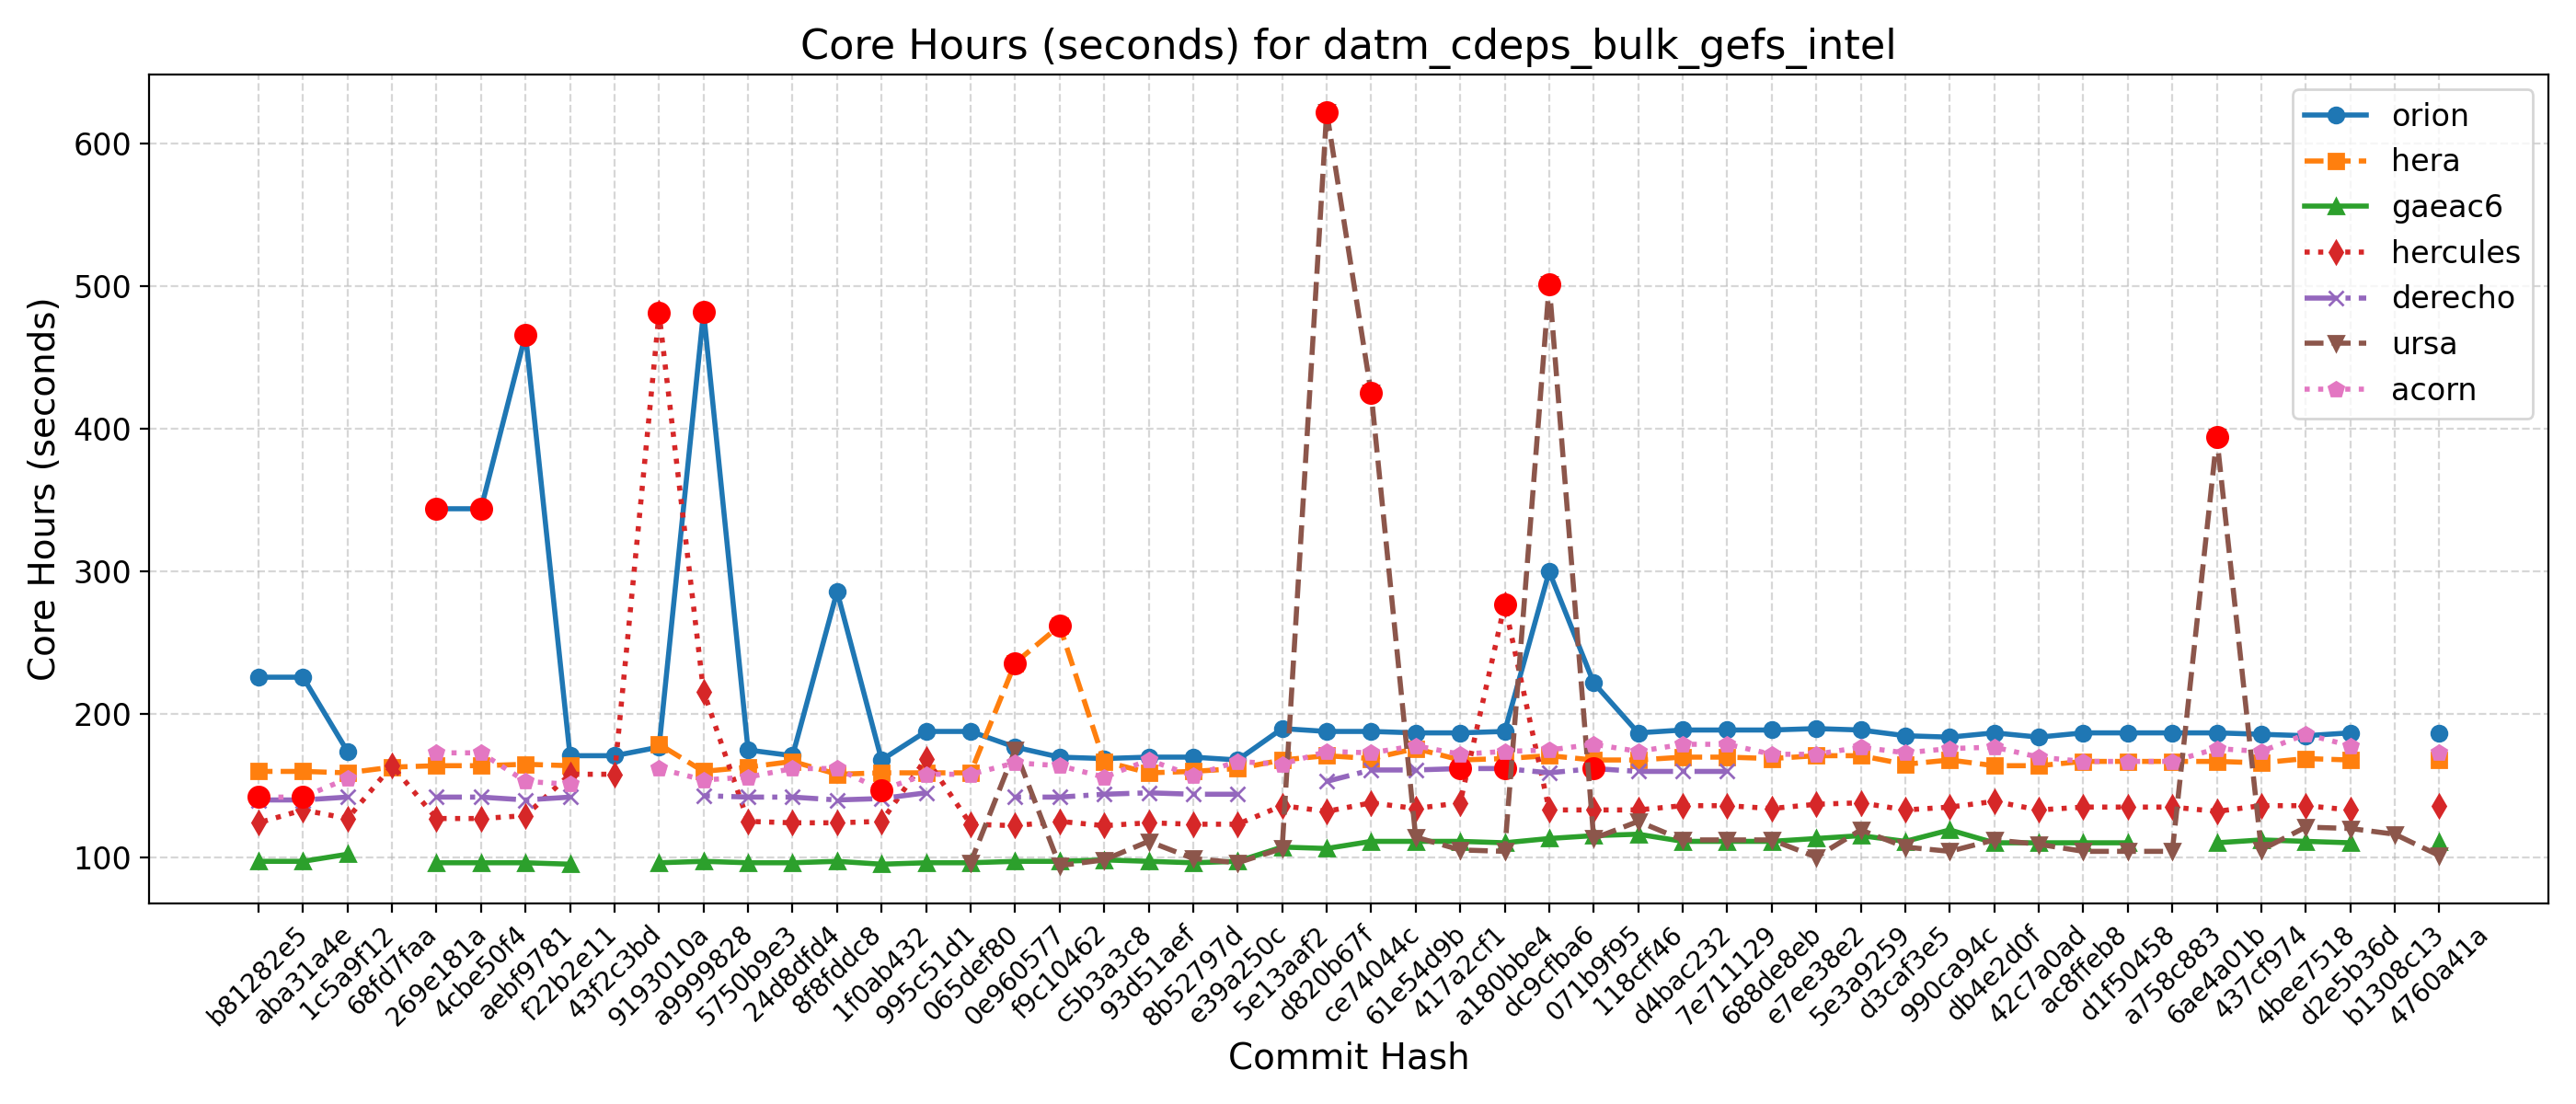 Core Hours (seconds) for datm_cdeps_bulk_gefs_intel
Core Hours (seconds)
600
500
400
300
200
100
orion
hera
gaeac6
hercules
derecho
ursa
acorn
b81282e5
aba31a4e
1c5a9f12
68fd7faa
269e181a
4cbe50f4
aebf9781
f22b2e11
43f2c3bd
9193010a
a9999828
5750b9e3
24d8dfd4
8f8fddc8
1f0ab432
995c51d1
065def80
0e960577
f9c10462
c5b3a3c8
93d51aef
8b52797d
e39a250c
5e13aaf2
d820b67f
ce74044c
61e54d9b
417a2cf1
a180bbe4
dc9cfba6
071b9f95
118cff46
d4bac232
7e711129
688de8eb
e7ee38e2
5e3a9259
d3caf3e5
990ca94c
db4e2d0f
42c7a0ad
ac8ffeb8
d1f50458
a758c883
6ae4a01b
437cf974
4bee7518
d2e5b36d
b1308c13
4760a41a
Commit Hash